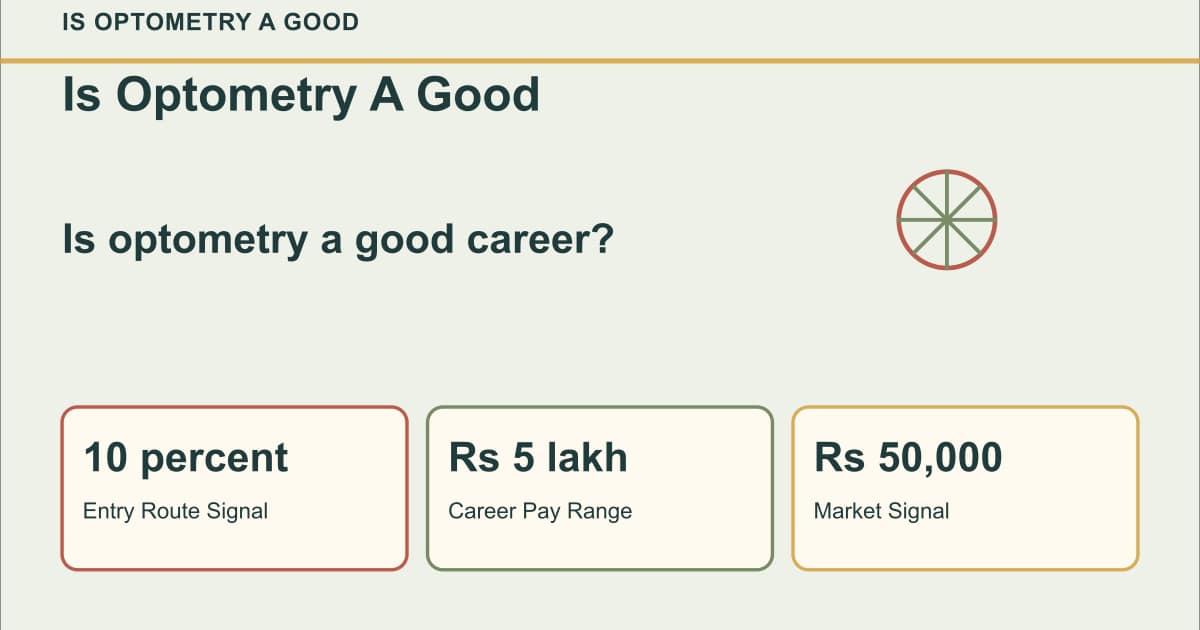 IS OPTOMETRY A GOOD
Is Optometry A Good
Is optometry a good career?
10 percent
Entry Route Signal
Rs 5 lakh
Career Pay Range
Rs 50,000
Market Signal